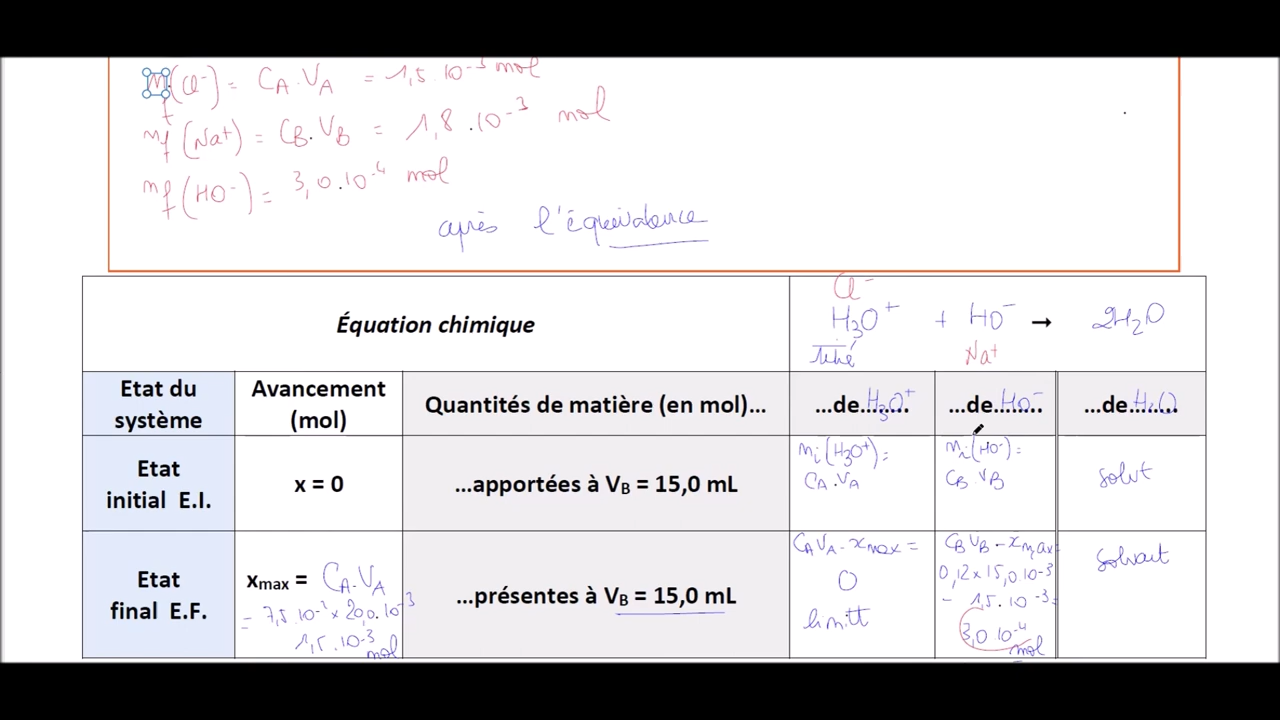 nf(Cl⁻) = CA.VA = 1,5.10⁻³ mol
nf(Na⁺) = CB.VB = 1,8.10⁻³ mol
nf(HO⁻) = 3,0.10⁻⁴ mol
après l'équivalence
Équation chimique
Cl⁻
H₃O⁺ + HO⁻ → 2H₂O
titré Na⁺
Etat du système
Avancement (mol)
Quantités de matière (en mol)...
...de H₃O⁺
...de HO⁻
...de H₂O
Etat initial E.I.
x = 0
...apportées à VB = 15,0 mL
ni(H₃O⁺) =
CA.VA
ni(HO⁻) =
CB.VB
solvt
Etat final E.F.
xmax = CA.VA
= 7,5.10⁻² x 20,0.10⁻³
1,5.10⁻³ mol
...présentes à VB = 15,0 mL
CAVA - xmax =
0
limitt
CBVB - xmax =
0,12 x 15,0 10⁻³
- 1,5.10⁻³ =
3,0 10⁻⁴
mol
solvant